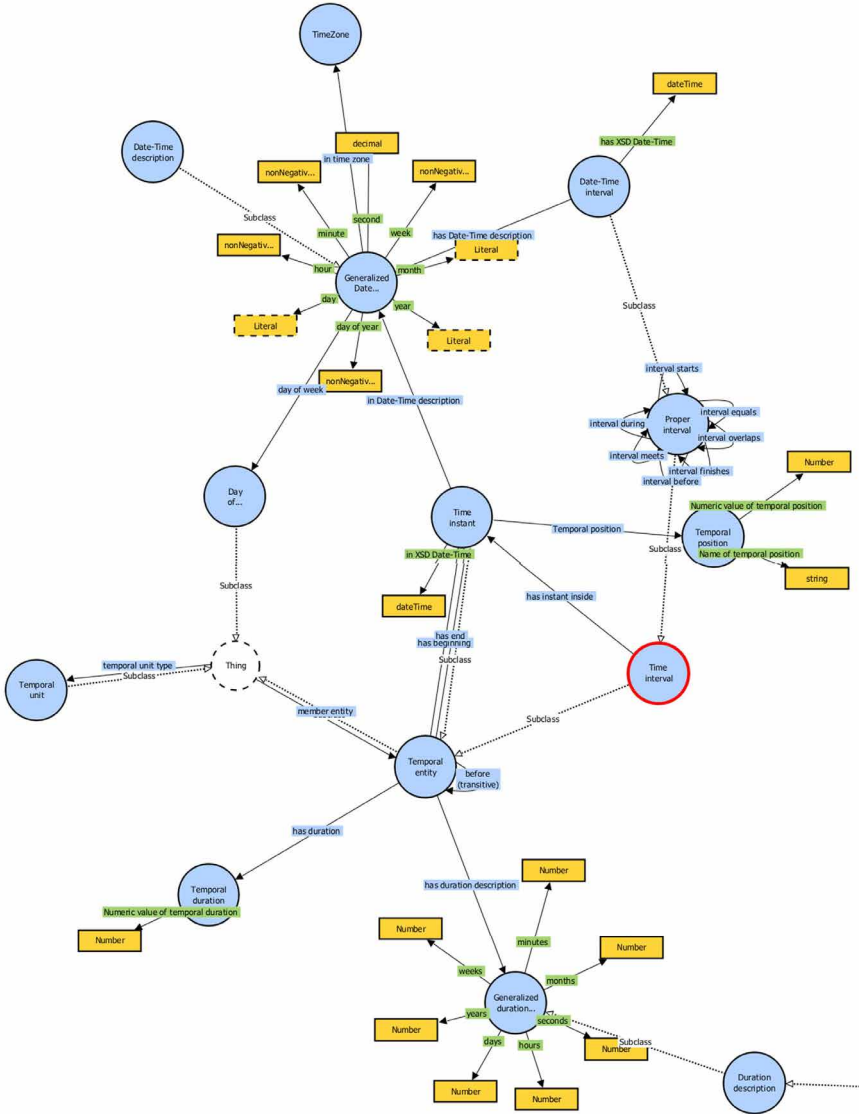 TimeZone
dateTime
has XSD Date-Time
Date-Time
description
decimal
in time zone
nonNegativ...
nonNegativ...
Date-Time
interval
Subclass
second
minute
week
has Date-Time description
nonNegativ...
Literal
hour
Generalized
Date...
month
day
year
Subclass
Literal
day of year
Literal
interval starts
nonNegativ...
day of week
in Date-Time description
interval during
Proper
interval
interval equals
interval overlaps
interval meets
interval finishes
interval before
Number
Day
of...
Time
instant
Numeric value of temporal position
Temporal position
Temporal
position
in XSD Date-Time
Subclass
Name of temporal position
Subclass
string
dateTime
has instant inside
has end
has beginning
Subclass
temporal unit type
Thing
Subclass
Temporal
unit
Time
interval
member entity
Subclass
Temporal
entity
before
(transitive)
has duration
Number
Temporal
duration
has duration description
Numeric value of temporal duration
Number
Number
minutes
Number
weeks
months
Generalized
duration...
years
seconds
Number
days
hours
Number
Subclass
Duration
description
Number
Number